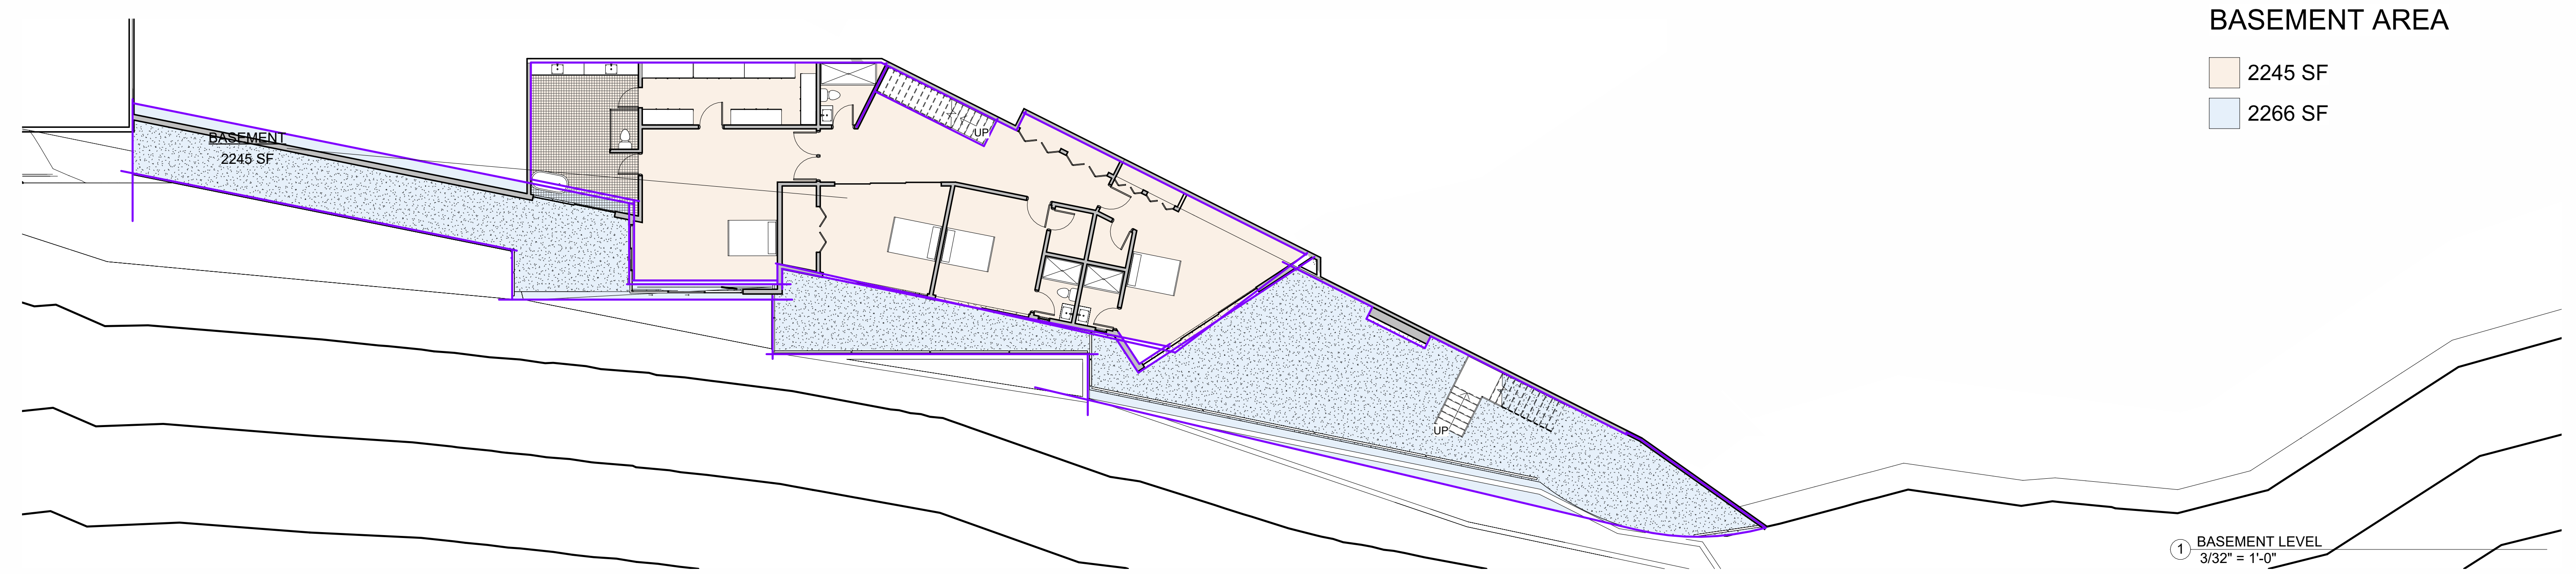 BASEMENT AREA
2245 SF
2266 SF
BASEMENT
2245 SF
UP
UP
1
BASEMENT LEVEL
3/32" = 1'-0"